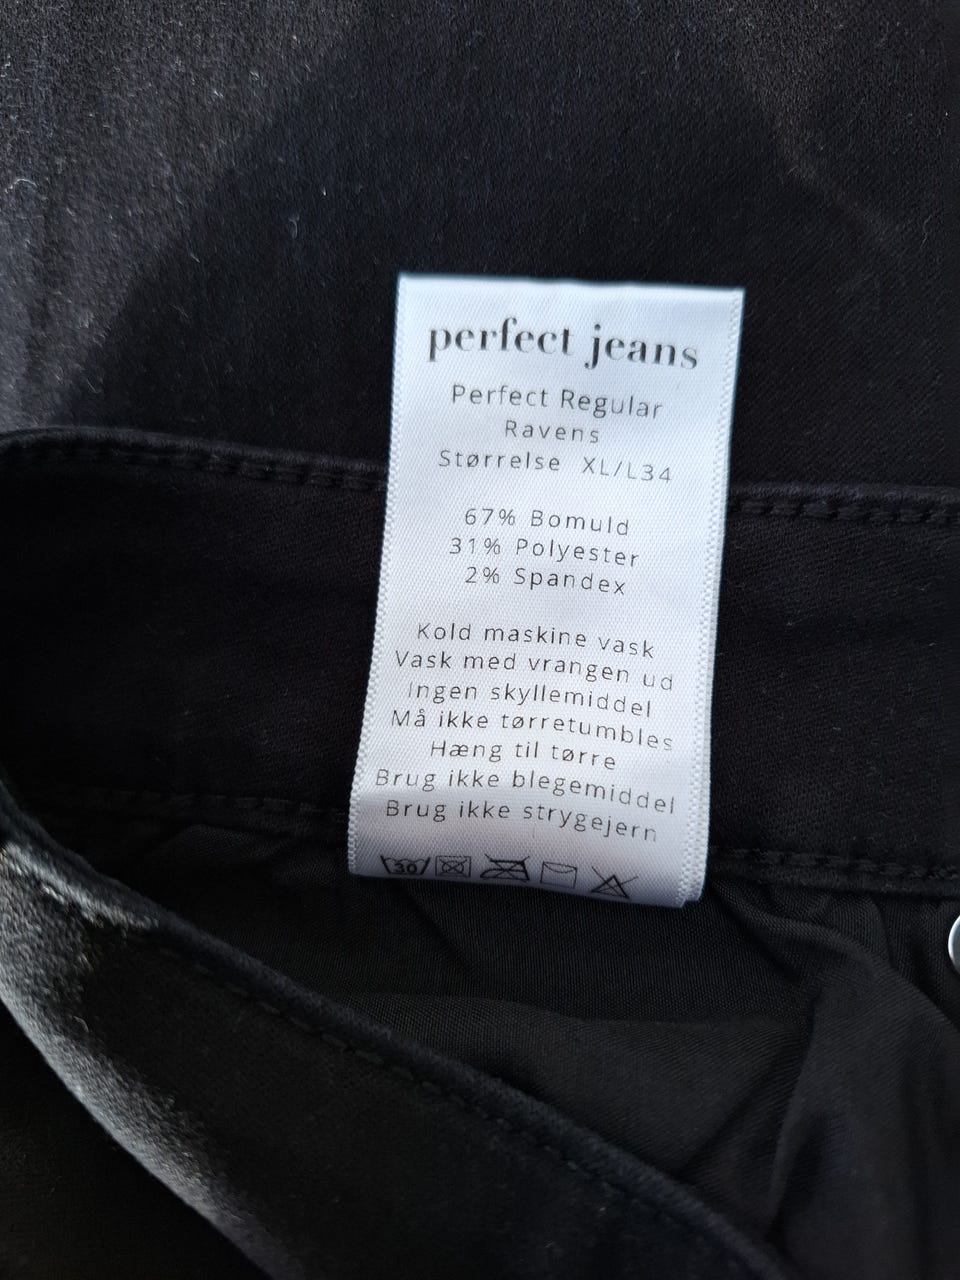 perfect jeans
Perfect Regular
Ravens
Størrelse XL/L34
67% Bomuld
31% Polyester
2% Spandex
Kold maskine vask
Vask med vrangen ud
Ingen skyllemiddel
Må ikke tørretumbles
Hæng til tørre
Brug ikke blegemiddel
Brug ikke strygejern
30